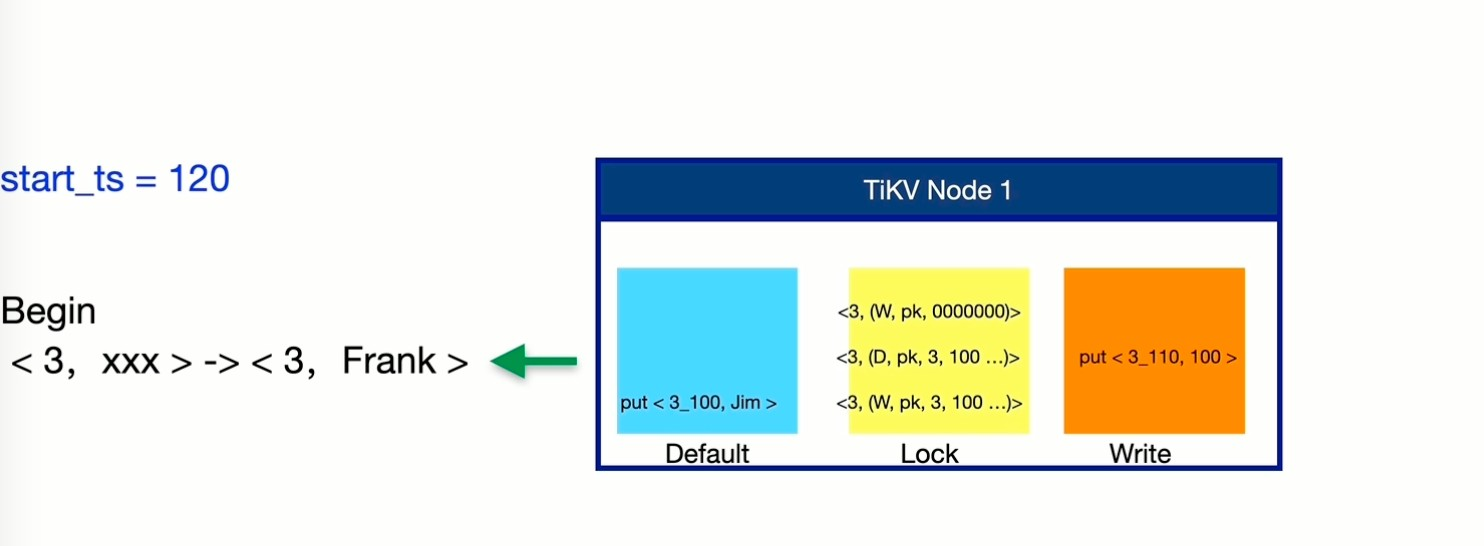 start_ts = 120
Begin
< 3, xxx > -> < 3, Frank >
TiKV Node 1
put < 3_100, Jim >
Default
<3, (W, pk, 0000000)>
<3, (D, pk, 3, 100 ...)>
<3, (W, pk, 3, 100 ...)>
Lock
put < 3_110, 100 >
Write